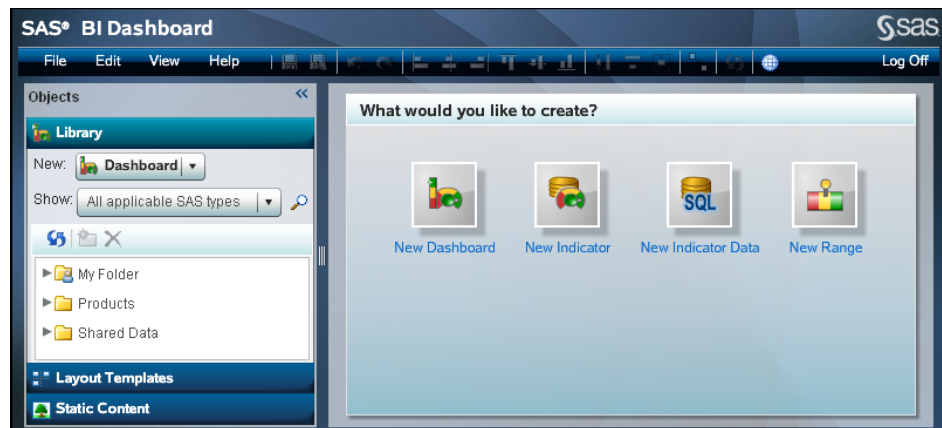 SAS® BI Dashboard
sas
File Edit View Help Log Off
Objects
Library
New: Dashboard
Show: All applicable SAS types
My Folder
Products
Shared Data
Layout Templates
Static Content
What would you like to create?
SQL
New Dashboard New Indicator New Indicator Data New Range